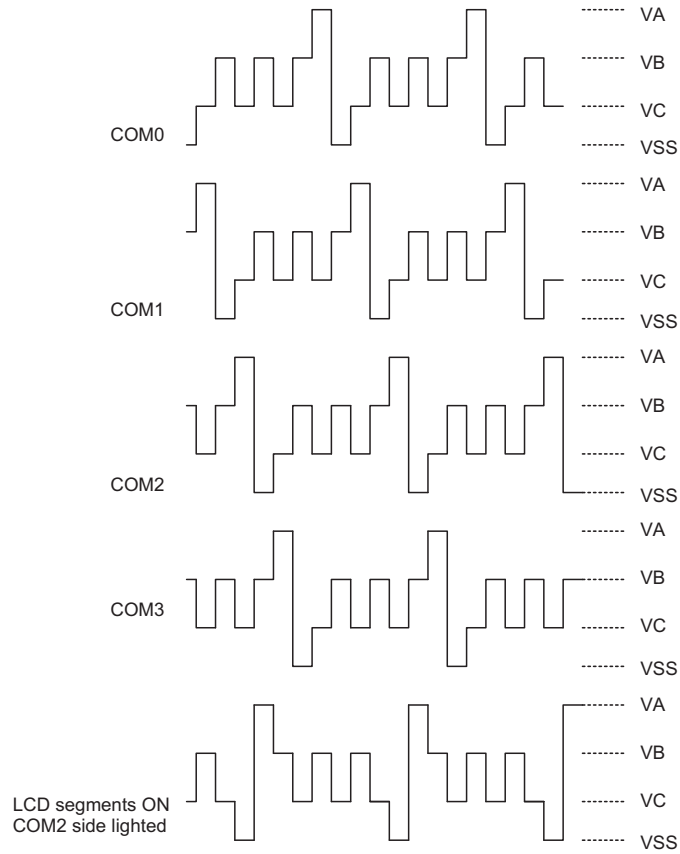 VA
VB
VC
COM0
VSS
VA
VB
VC
COM1
VSS
VA
VB
VC
COM2
VSS
VA
VB
COM3
VC
VSS
VA
VB
VC
LCD segments ON
COM2 side lighted
VSS